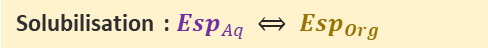 Solubilisation : Esp_Aq ⟺ Esp_Org